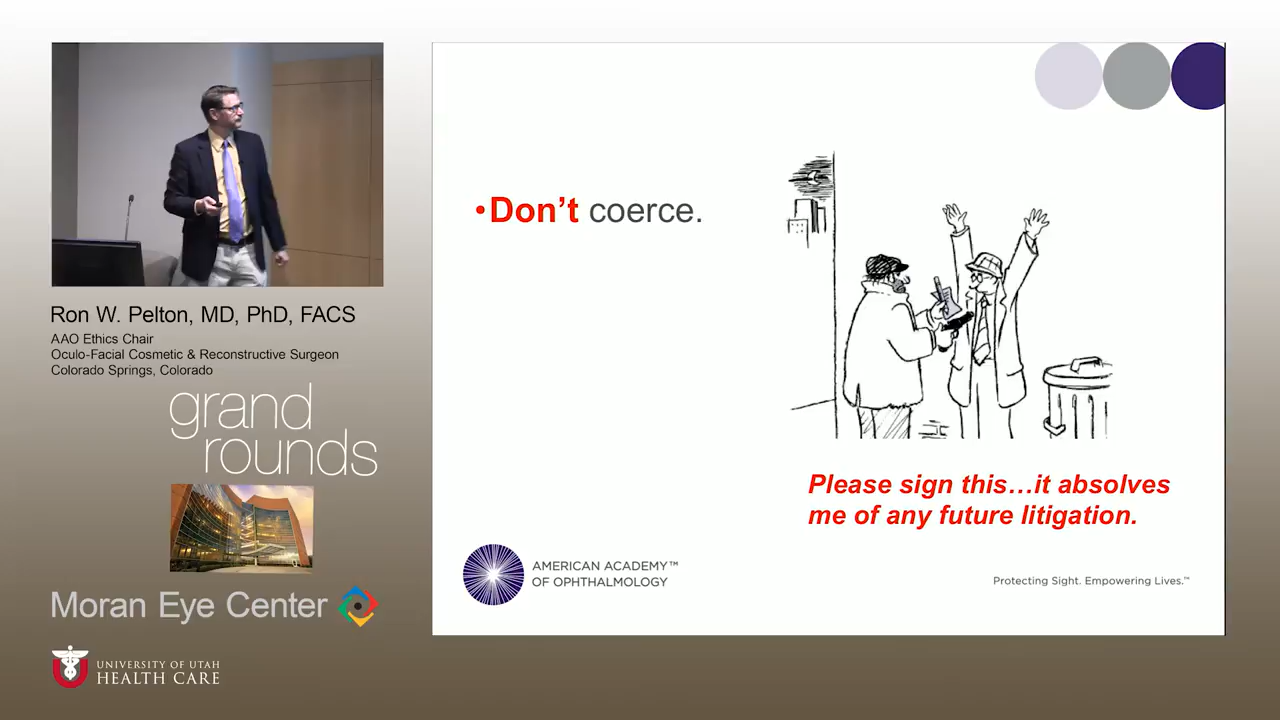 Ron W. Pelton, MD, PhD, FACS
AAO Ethics Chair
Oculo-Facial Cosmetic & Reconstructive Surgeon
Colorado Springs, Colorado
grand
rounds
Moran Eye Center
UNIVERSITY OF UTAH
HEALTH CARE
•Don't coerce.
Please sign this…it absolves
me of any future litigation.
AMERICAN ACADEMY™
OF OPHTHALMOLOGY
Protecting Sight. Empowering Lives.™